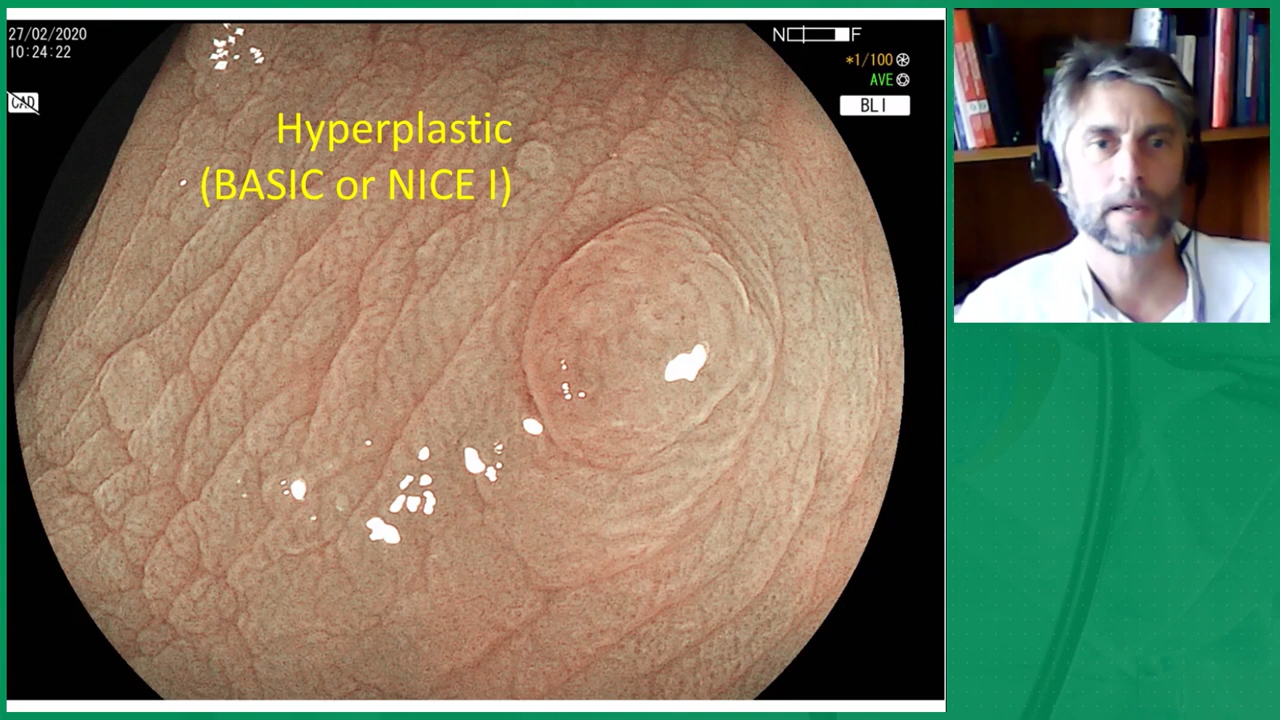 27/02/2020
10:24:22
CAD
N F
*1/100
AVE
BLI
Hyperplastic
(BASIC or NICE I)